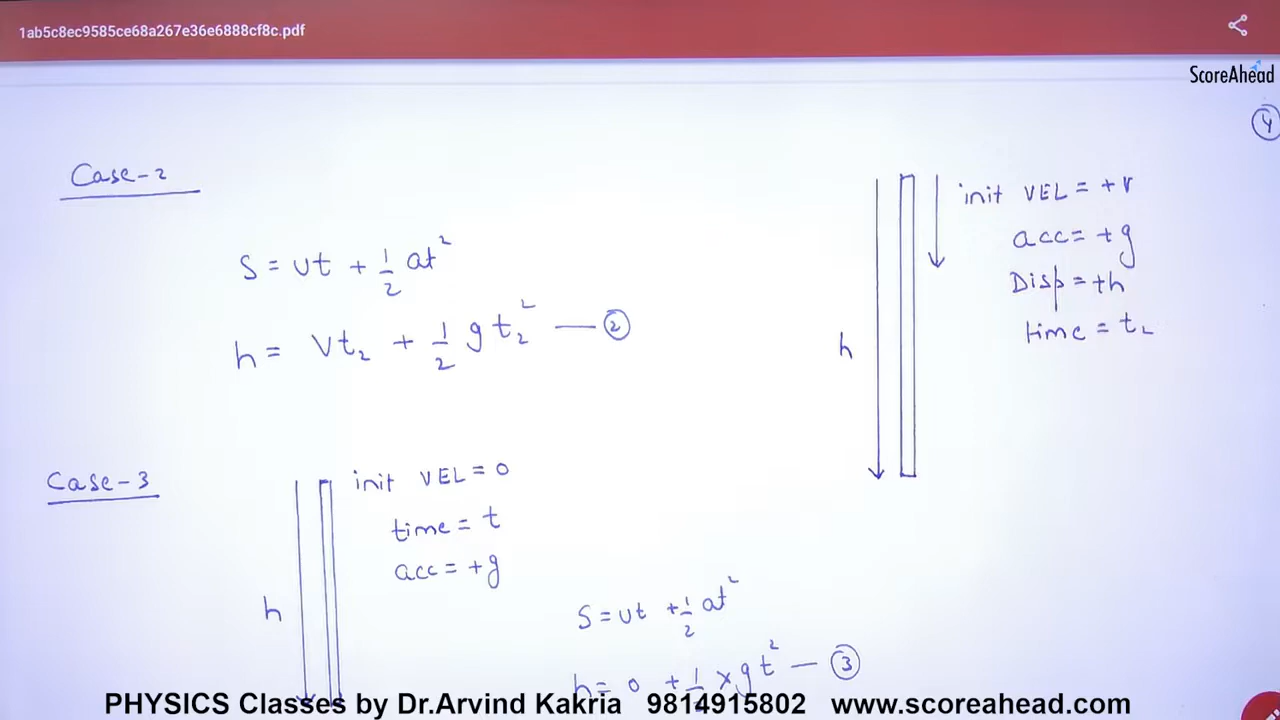 1ab5c8ec9585ce68a267e36e6888cf8c.pdf
ScoreAhead
4
Case-2
S = ut + 1/2 at²
h = Vt₂ + 1/2 g t₂² — ②
init VEL = +V
acc = +g
Disp = +h
time = t₂
h
Case-3
init VEL = 0
time = t
acc = +g
h
S = ut + 1/2 at²
h = 0 + 1/2 × g t² — ③
PHYSICS Classes by Dr.Arvind Kakria 9814915802 www.scoreahead.com